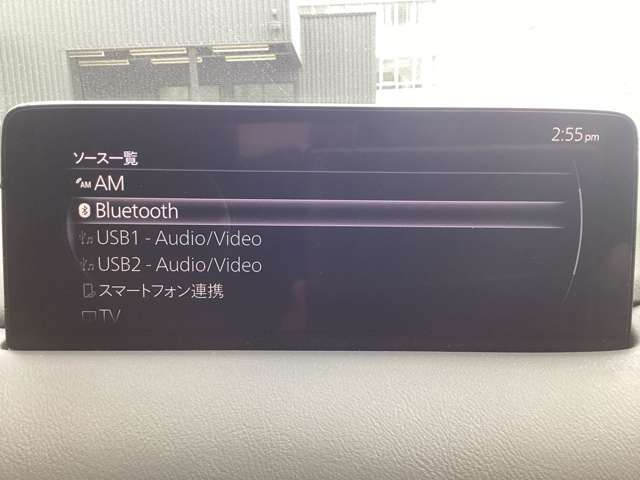 2:55pm
ソース一覧
AM AM
Bluetooth
USB1 - Audio/Video
USB2 - Audio/Video
スマートフォン連携
TV